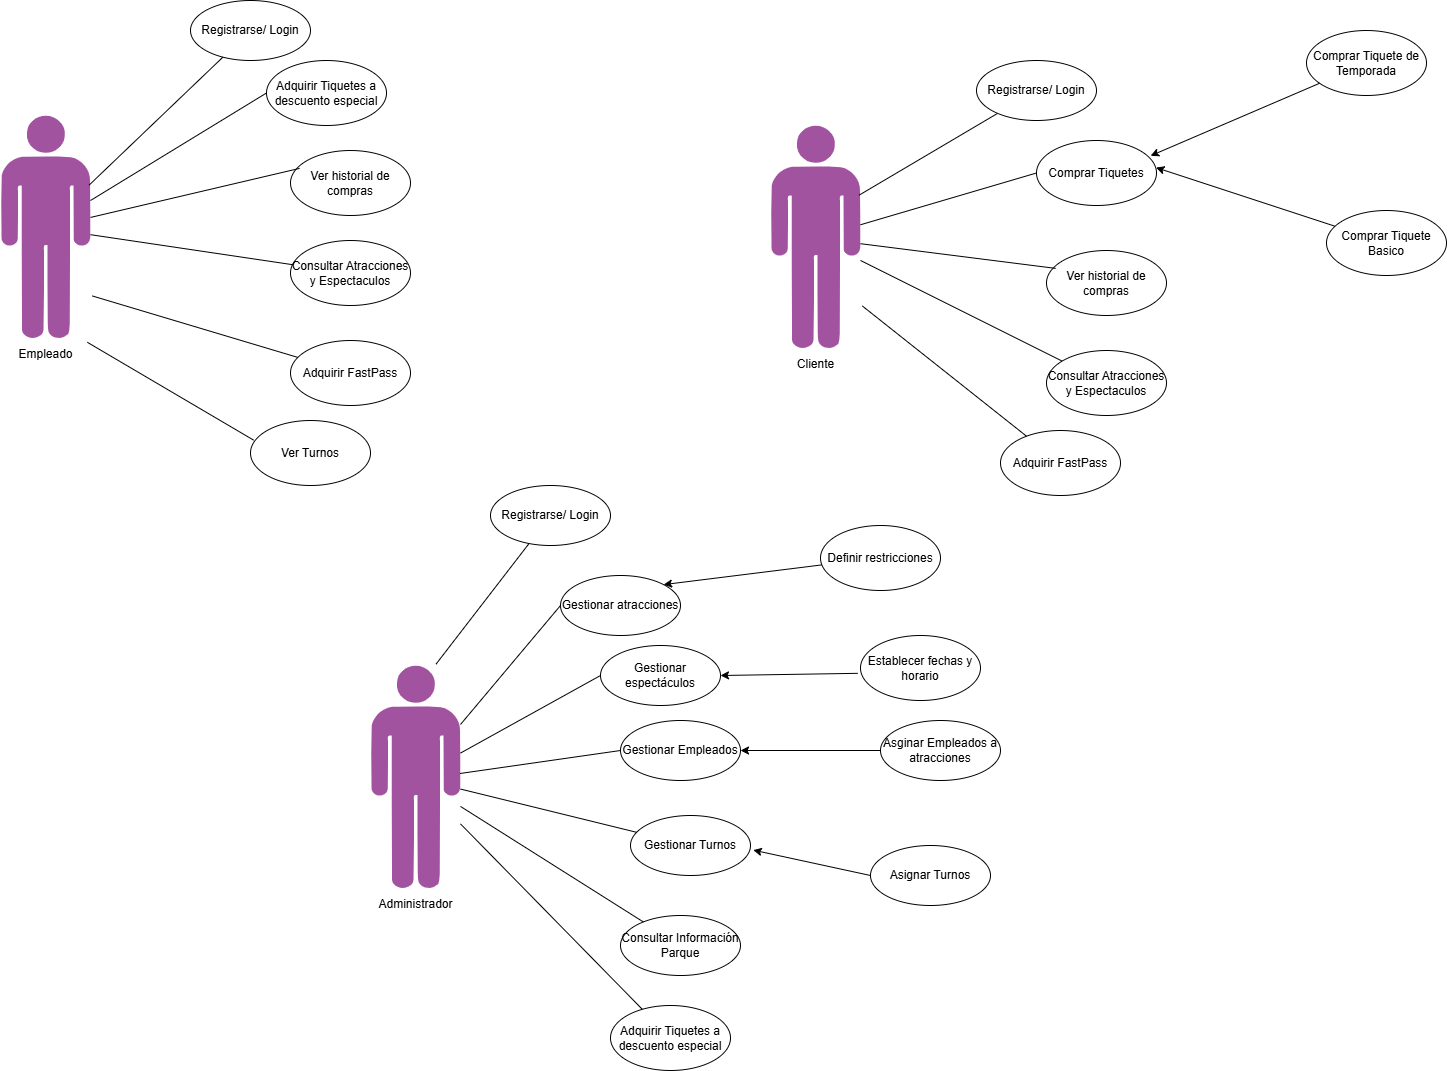 Registrarse/ Login
Adquirir Tiquetes a
descuento especial
Ver historial de
compras
Consultar Atracciones
y Espectaculos
Empleado
Adquirir FastPass
Ver Turnos
Comprar Tiquete de
Temporada
Registrarse/ Login
Comprar Tiquetes
Comprar Tiquete
Basico
Ver historial de
compras
Cliente
Consultar Atracciones
y Espectaculos
Adquirir FastPass
Registrarse/ Login
Definir restricciones
Gestionar atracciones
Gestionar
espectáculos
Establecer fechas y
horario
Gestionar Empleados
Asginar Empleados a
atracciones
Gestionar Turnos
Asignar Turnos
Administrador
Consultar Información
Parque
Adquirir Tiquetes a
descuento especial